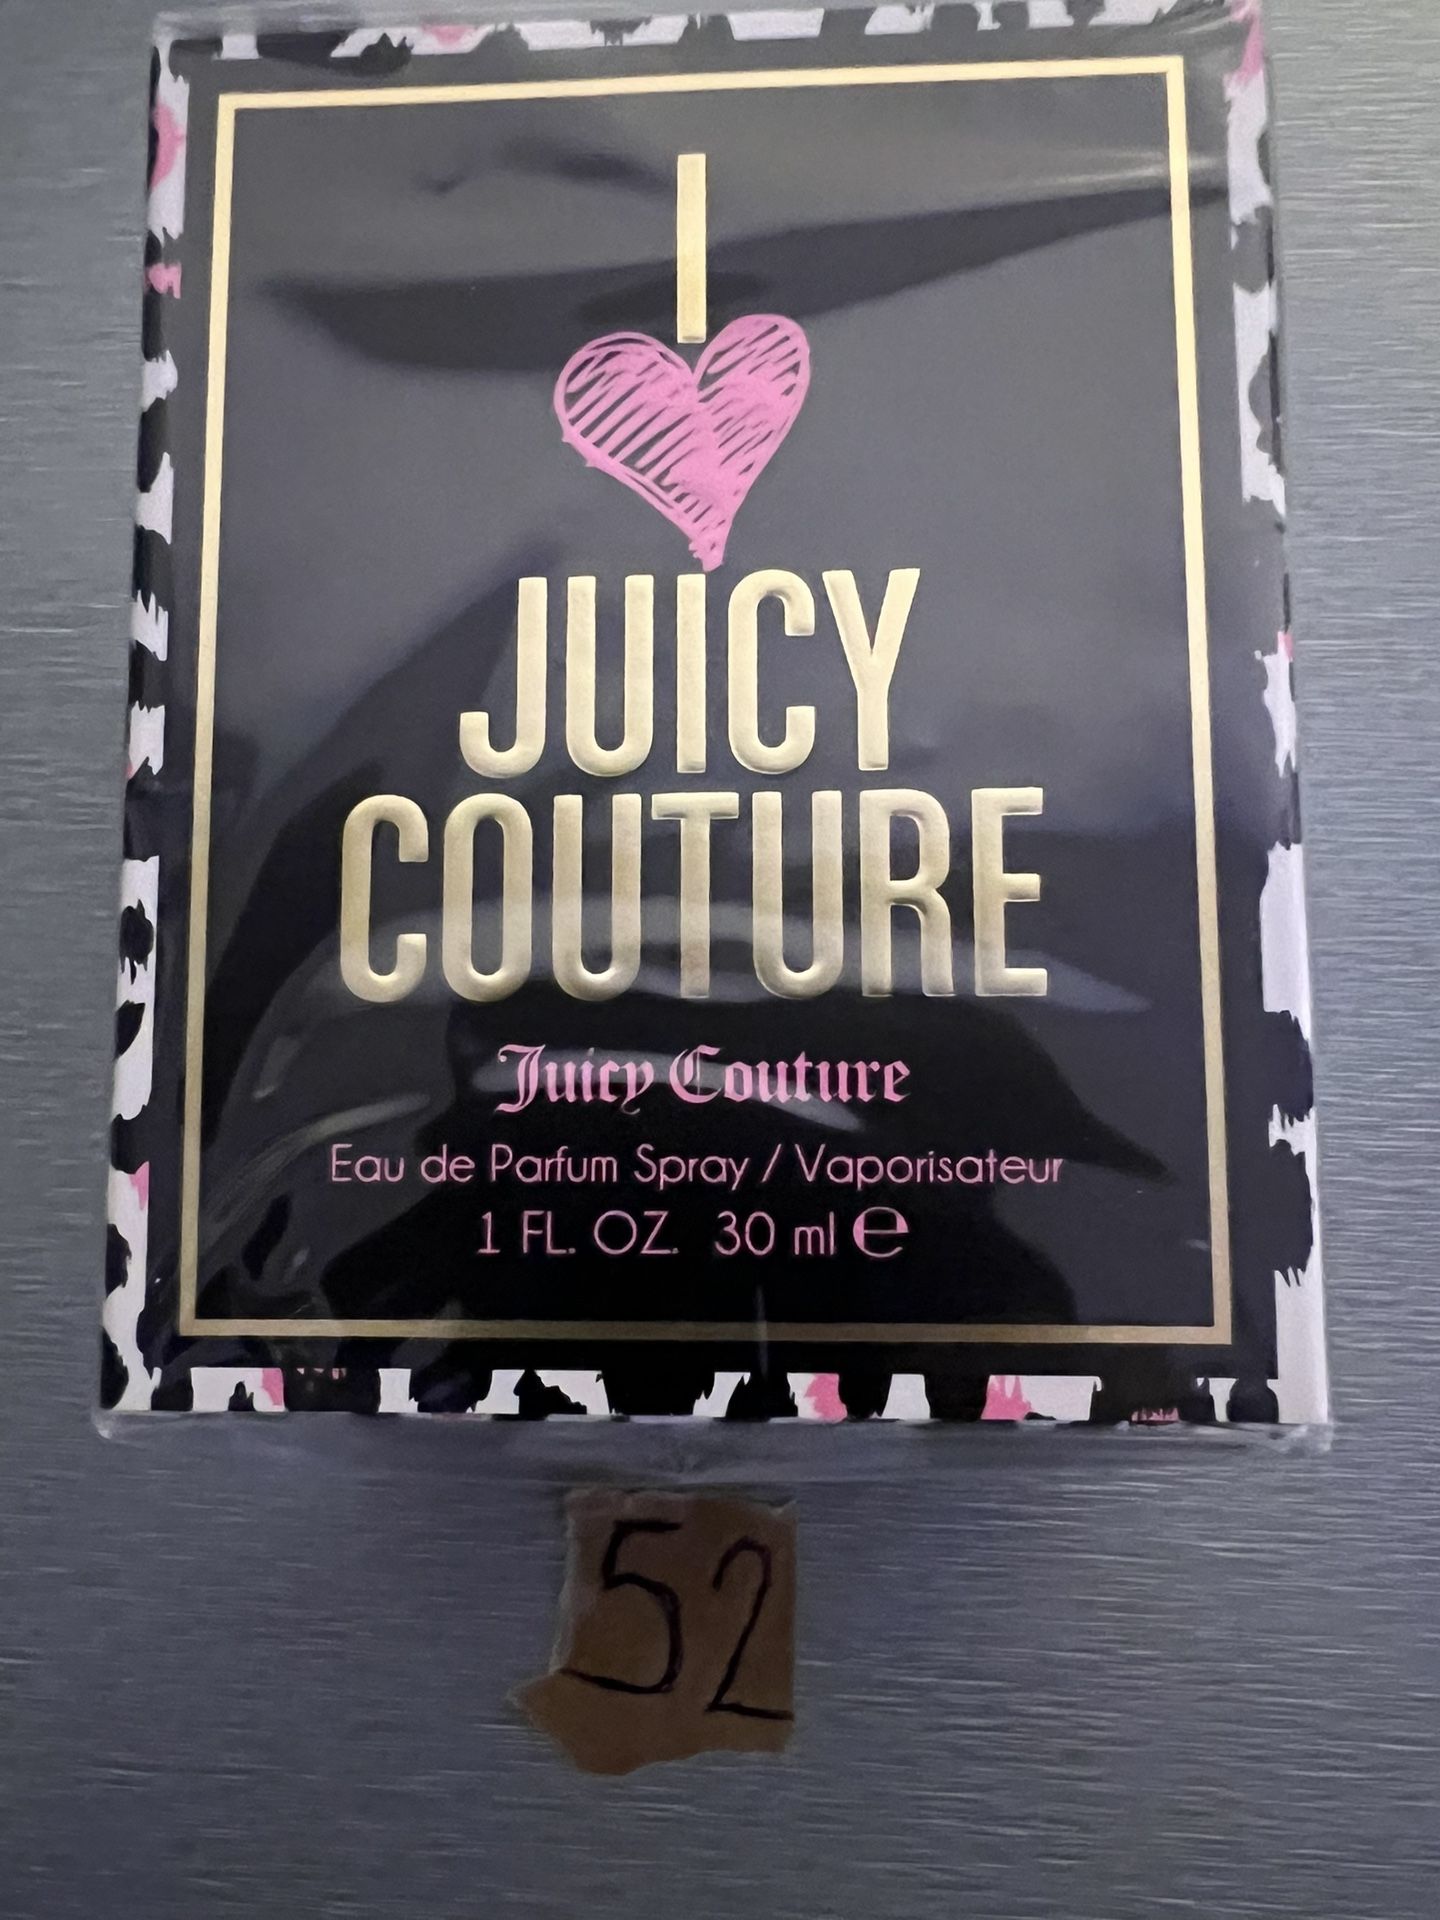 I
JUICY
COUTURE
Juicy Couture
Eau de Parfum Spray / Vaporisateur
1 FL. OZ. 30 ml ℮
52